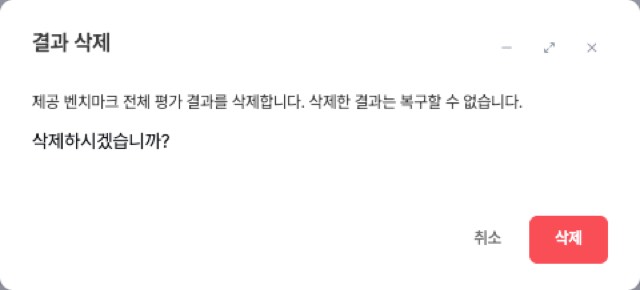 결과 삭제
제공 벤치마크 전체 평가 결과를 삭제합니다. 삭제한 결과는 복구할 수 없습니다.
삭제하시겠습니까?
취소
삭제